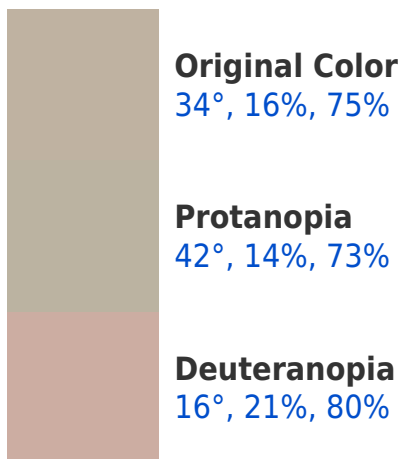 Original Color
34°, 16%, 75%
Protanopia
42°, 14%, 73%
Deuteranopia
16°, 21%, 80%